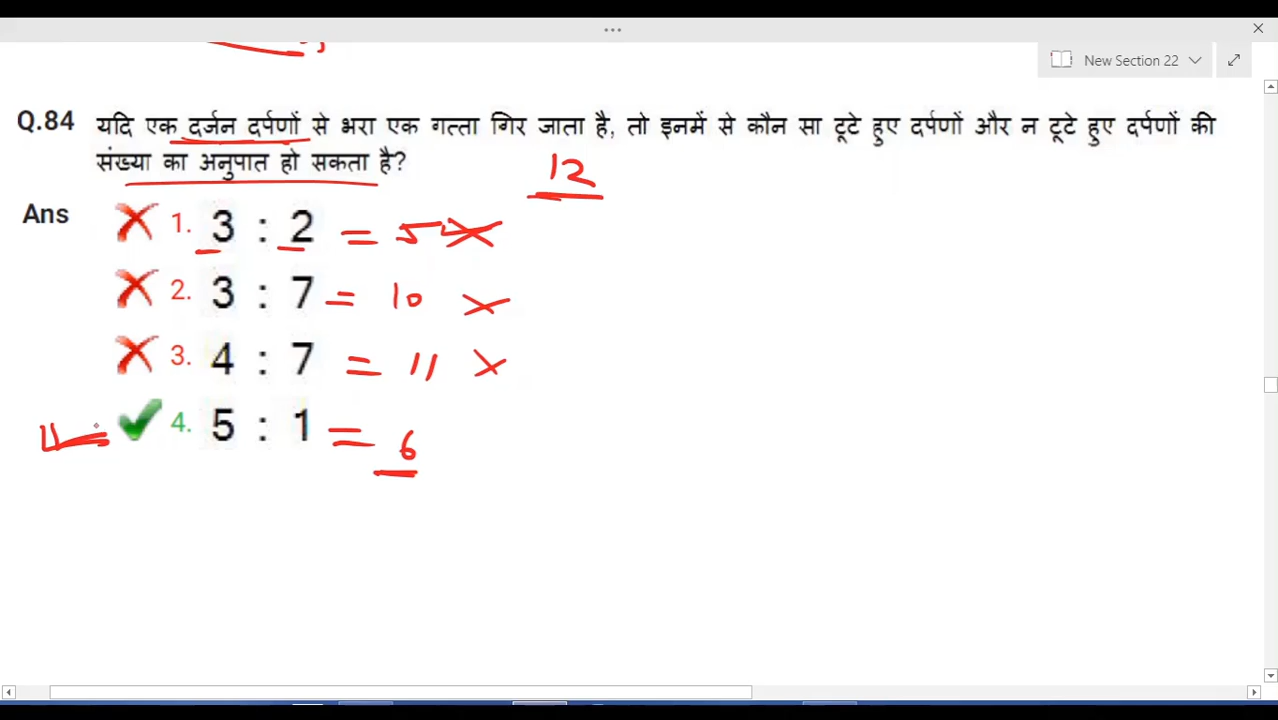 New Section 22
Q.84 यदि एक दर्जन दर्पणों से भरा एक गत्ता गिर जाता है, तो इनमें से कौन सा टूटे हुए दर्पणों और न टूटे हुए दर्पणों की
संख्या का अनुपात हो सकता है?
12
Ans
1. 3 : 2 = 5
2. 3 : 7 = 10
3. 4 : 7 = 11
4. 5 : 1 = 6